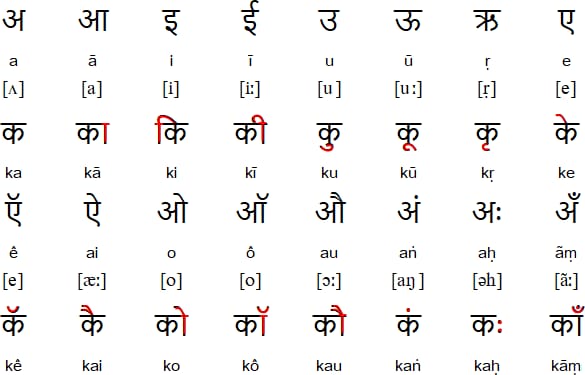 अ आ इ ई उ ऊ ऋ ए
a ā i ī u ū ṛ e
[ʌ] [a] [i] [iː] [u] [uː] [ṛ] [e]
क का कि की कु कू कृ के
ka kā ki kī ku kū kṛ ke
ऍ ऐ ओ ऑ औ अं अः अँ
ê ai o ô au aṅ aḥ ãṃ
[e] [æː] [o] [o] [ɔː] [aŋ] [əh] [ãː]
कॅ कै को कॉ कौ कं कः काँ
kê kai ko kô kau kaṅ kaḥ kāṃ